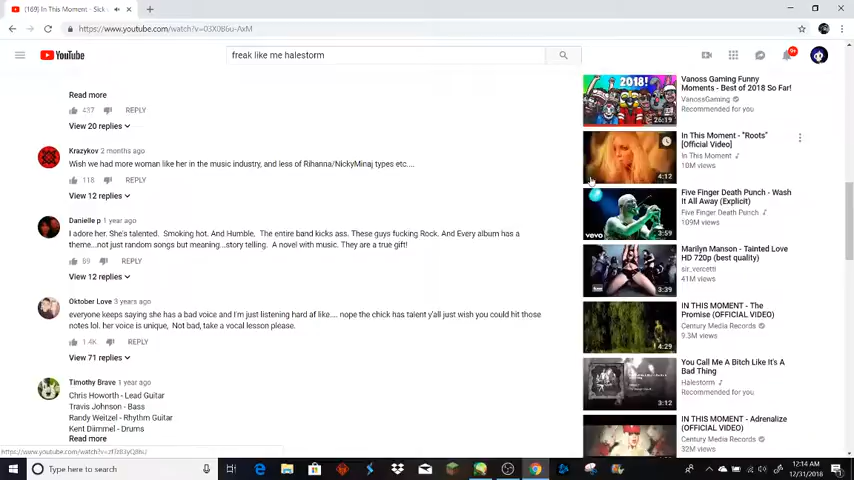 (169) In This Moment - Sick
https://www.youtube.com/watch?v=03X086u-AxM
YouTube
freak like me halestorm
9+
Read more
437 REPLY
View 20 replies
Krazykov 2 months ago
Wish we had more woman like her in the music industry, and less of Rihanna/NickyMinaj types etc....
118 REPLY
View 12 replies
Danielle p 1 year ago
I adore her. She's talented. Smoking hot. And Humble. The entire band kicks ass. These guys fucking Rock. And Every album has a
theme...not just random songs but meaning...story telling. A novel with music. They are a true gift!
89 REPLY
View 12 replies
Oktober Love 3 years ago
everyone keeps saying she has a bad voice and I'm just listening hard af like.... nope the chick has talent y'all just wish you could hit those
notes lol. her voice is unique, Not bad, take a vocal lesson please.
1.4K REPLY
View 71 replies
Timothy Brave 1 year ago
Chris Howorth - Lead Guitar
Travis Johnson - Bass
Randy Weitzel - Rhythm Guitar
Kent Diimmel - Drums
Read more
2018!
26:19
Vanoss Gaming Funny
Moments - Best of 2018 So Far!
VanossGaming
Recommended for you
4:12
In This Moment - "Roots"
[Official Video]
In This Moment
10M views
vevo
3:59
Five Finger Death Punch - Wash
It All Away (Explicit)
Five Finger Death Punch
109M views
3:39
Marilyn Manson - Tainted Love
HD 720p (best quality)
sir_vercetti
41M views
4:29
IN THIS MOMENT - The
Promise (OFFICIAL VIDEO)
Century Media Records
9.3M views
3:12
You Call Me A Bitch Like It's A
Bad Thing
Halestorm
Recommended for you
IN THIS MOMENT - Adrenalize
(OFFICIAL VIDEO)
Century Media Records
32M views
Type here to search
12:14 AM
12/31/2018